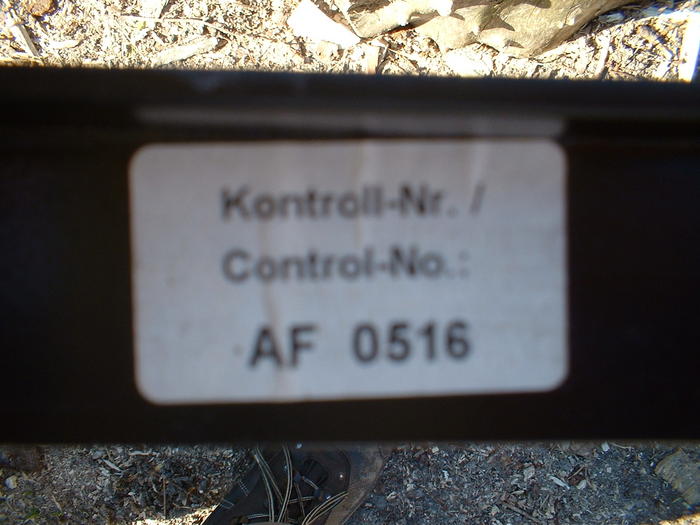 Kontroll-Nr. /
Control-No.:
AF 0516